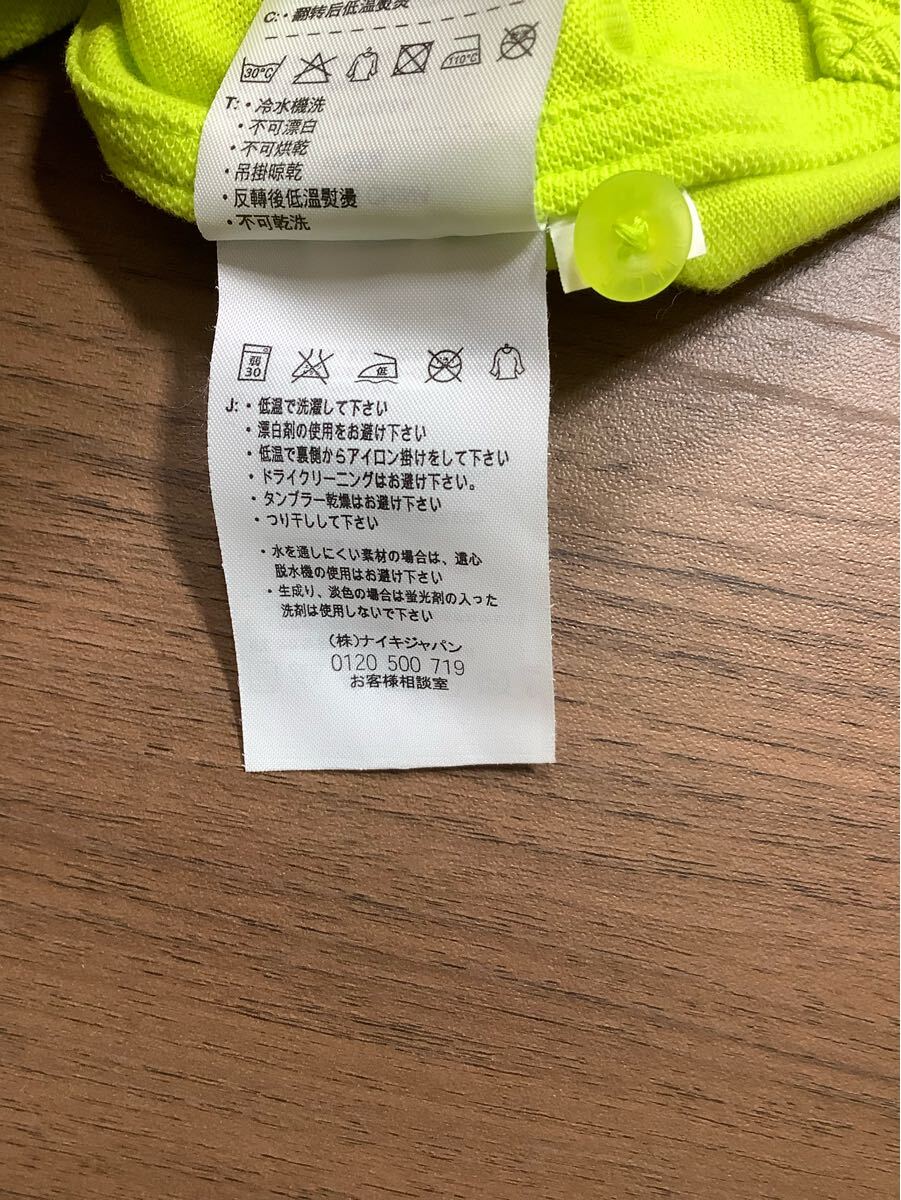 C:・翻转后低溫熨烫
30°C
110°C
T:・冷水機洗
・不可漂白
・不可烘乾
・吊掛晾乾
・反轉後低溫熨燙
・不可乾洗
弱
30
低
J:・低温で洗濯して下さい
・漂白剤の使用をお避け下さい
・低温で裏側からアイロン掛けをして下さい
・ドライクリーニングはお避け下さい。
・タンブラー乾燥はお避け下さい
・つり干しして下さい
・水を通しにくい素材の場合は、遠心
脱水機の使用はお避け下さい
・生成り、淡色の場合は蛍光剤の入った
洗剤は使用しないで下さい
(株)ナイキジャパン
0120 500 719
お客様相談室